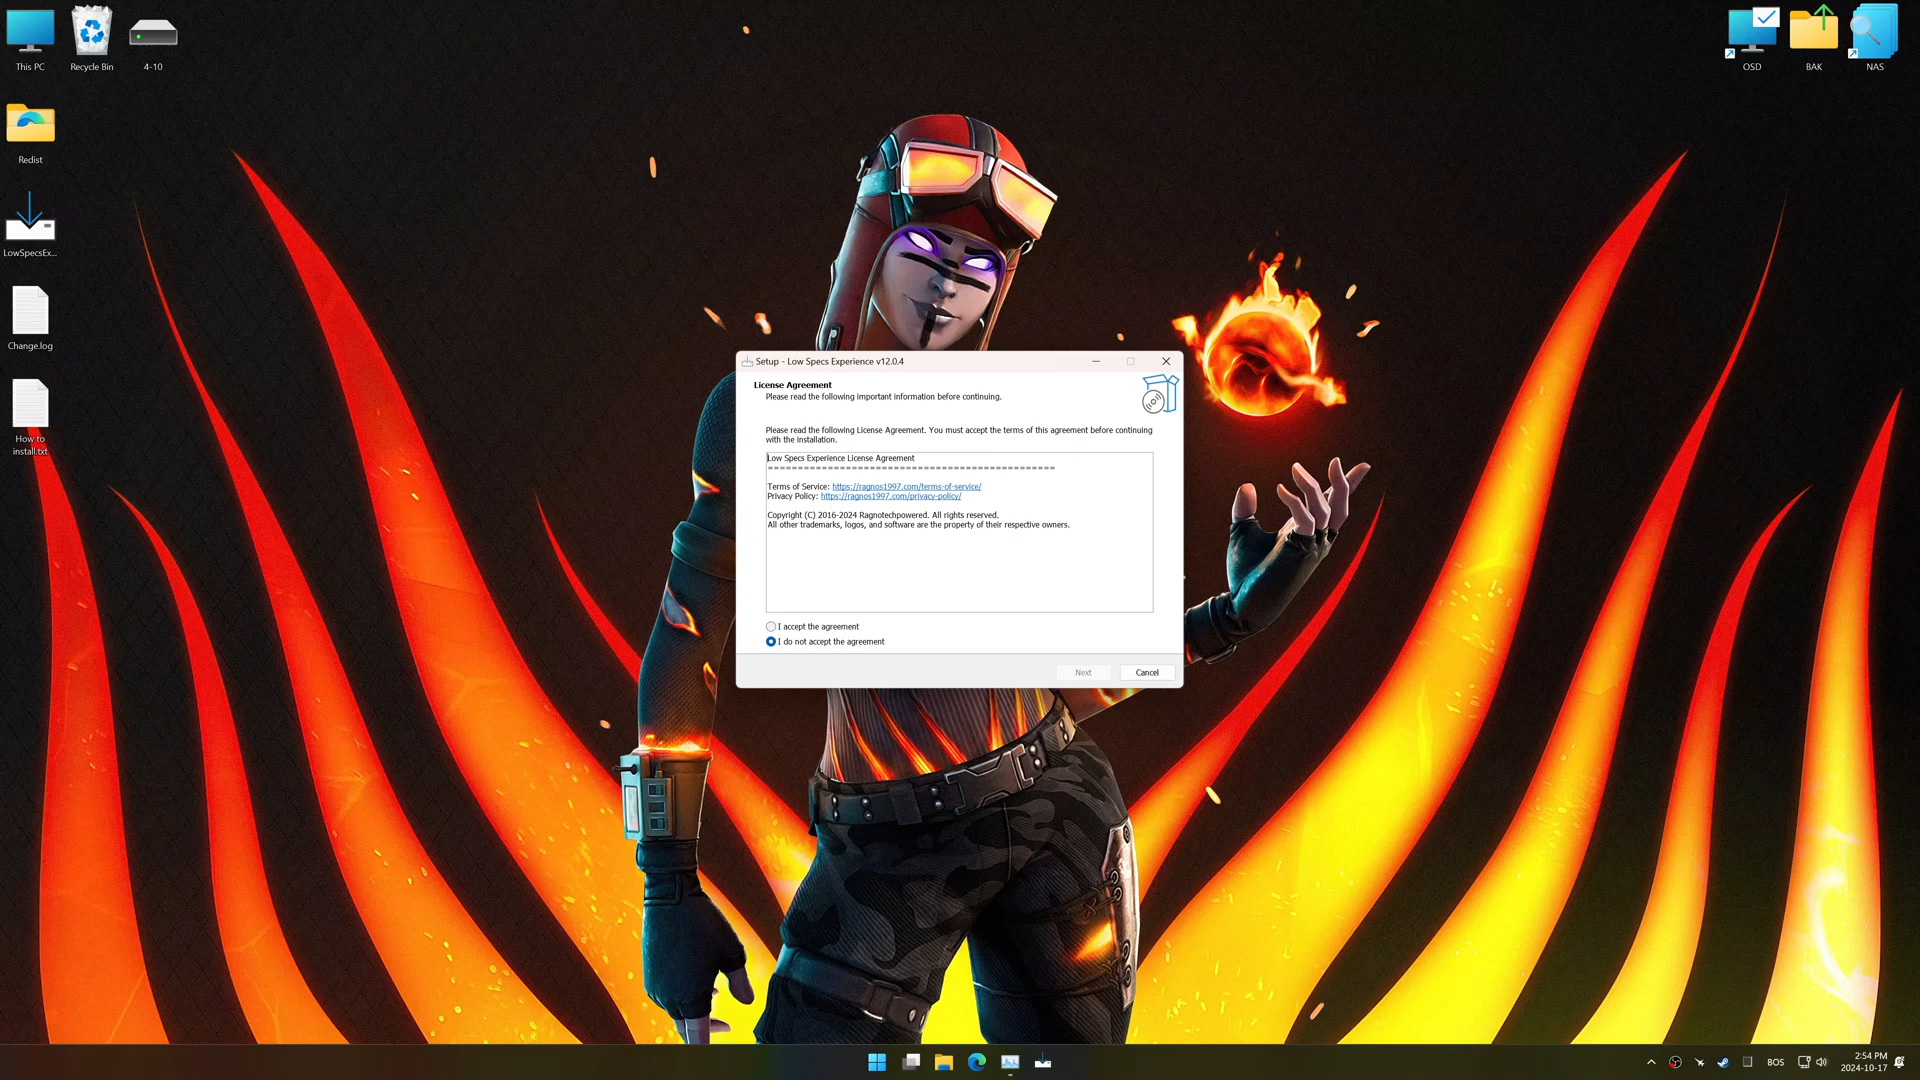 This PC
Recycle Bin
4-10
OSD
BAK
NAS
Redist
LowSpecsEx...
Change.log
How to
install.txt
Setup - Low Specs Experience v12.0.4
License Agreement
Please read the following important information before continuing.
Please read the following License Agreement. You must accept the terms of this agreement before continuing
with the installation.
Low Specs Experience License Agreement
================================================
Terms of Service: https://ragnos1997.com/terms-of-service/
Privacy Policy: https://ragnos1997.com/privacy-policy/
Copyright (C) 2016-2024 Ragnotechpowered. All rights reserved.
All other trademarks, logos, and software are the property of their respective owners.
I accept the agreement
I do not accept the agreement
Next
Cancel
BOS
2:54 PM
2024-10-17